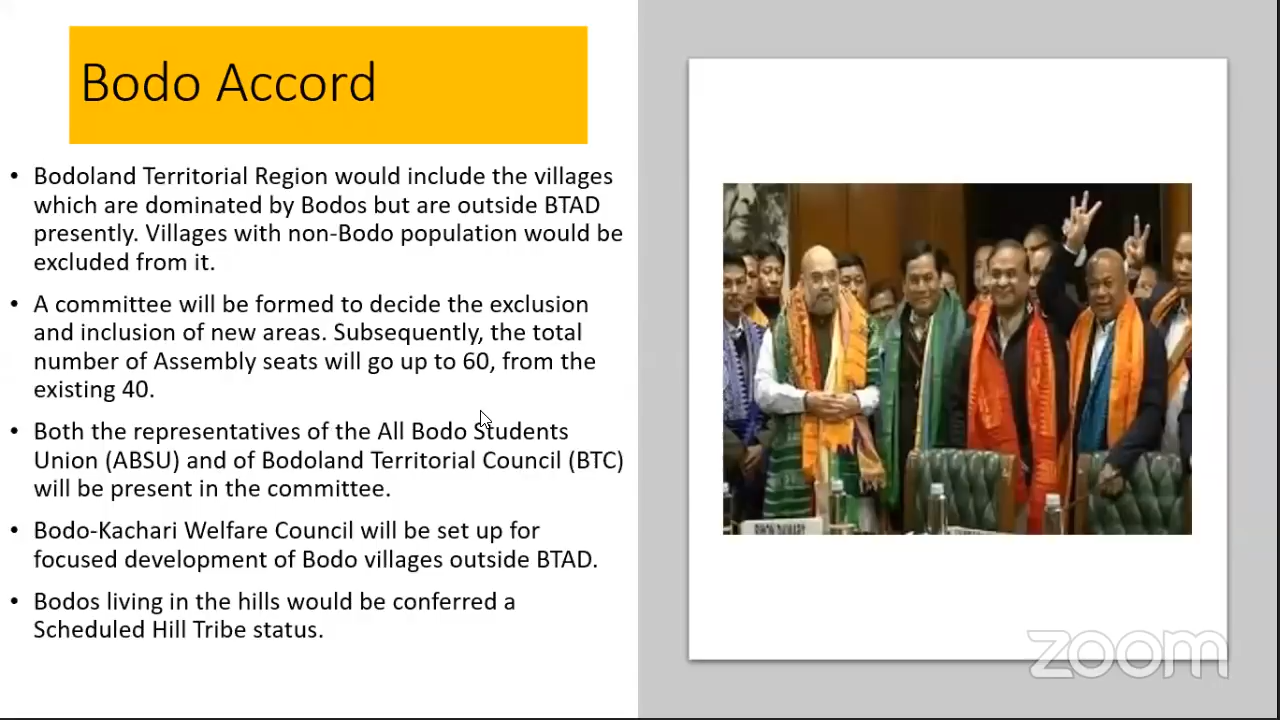 Bodo Accord
• Bodoland Territorial Region would include the villages
which are dominated by Bodos but are outside BTAD
presently. Villages with non-Bodo population would be
excluded from it.
• A committee will be formed to decide the exclusion
and inclusion of new areas. Subsequently, the total
number of Assembly seats will go up to 60, from the
existing 40.
• Both the representatives of the All Bodo Students
Union (ABSU) and of Bodoland Territorial Council (BTC)
will be present in the committee.
• Bodo-Kachari Welfare Council will be set up for
focused development of Bodo villages outside BTAD.
• Bodos living in the hills would be conferred a
Scheduled Hill Tribe status.
zoom